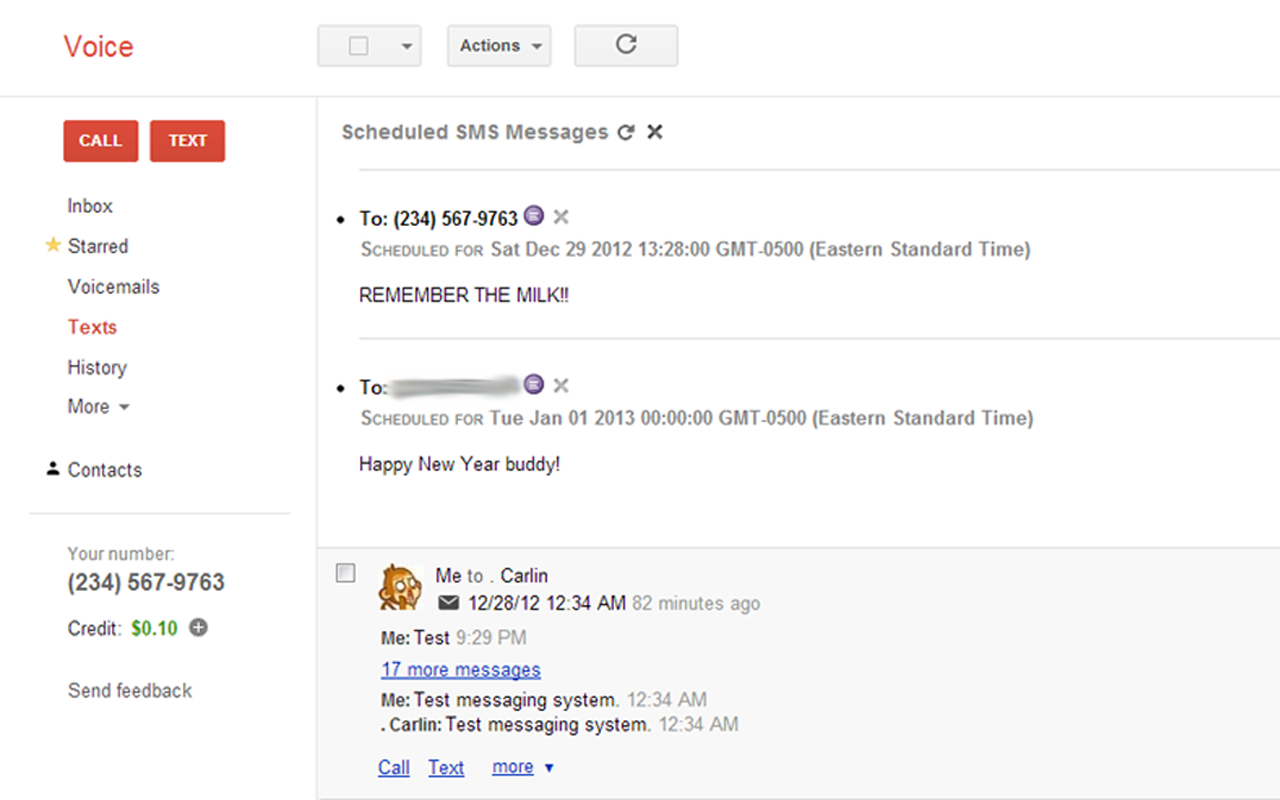 Voice
Actions
CALL TEXT
Inbox
Starred
Voicemails
Texts
History
More
Contacts
Your number:
(234) 567-9763
Credit: $0.10
Send feedback
Scheduled SMS Messages
To: (234) 567-9763
SCHEDULED FOR Sat Dec 29 2012 13:28:00 GMT-0500 (Eastern Standard Time)
REMEMBER THE MILK!!
To:
SCHEDULED FOR Tue Jan 01 2013 00:00:00 GMT-0500 (Eastern Standard Time)
Happy New Year buddy!
Me to . Carlin
12/28/12 12:34 AM 82 minutes ago
Me: Test 9:29 PM
17 more messages
Me: Test messaging system. 12:34 AM
. Carlin: Test messaging system. 12:34 AM
Call Text more